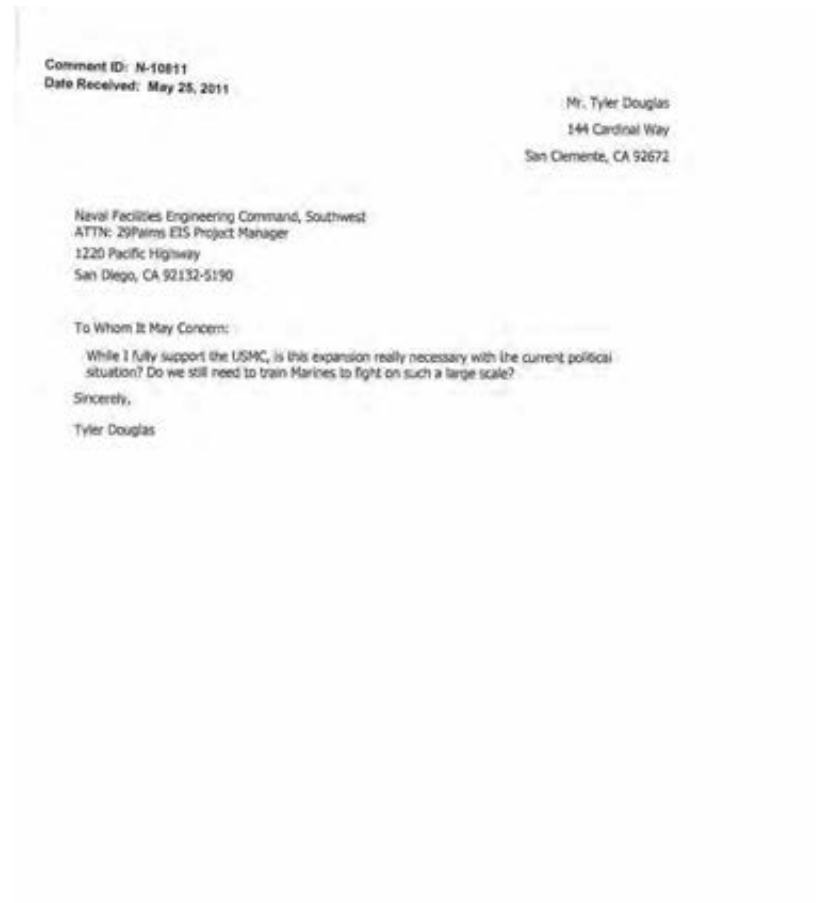 Comment ID: N-10811
Date Received: May 25, 2011
Mr. Tyler Douglas
144 Cardinal Way
San Clemente, CA 92672
Naval Facilities Engineering Command, Southwest
ATTN: 29Palms EIS Project Manager
1220 Pacific Highway
San Diego, CA 92132-5190
To Whom It May Concern:
While I fully support the USMC, is this expansion really necessary with the current political
situation? Do we still need to train Marines to fight on such a large scale?
Sincerely,
Tyler Douglas